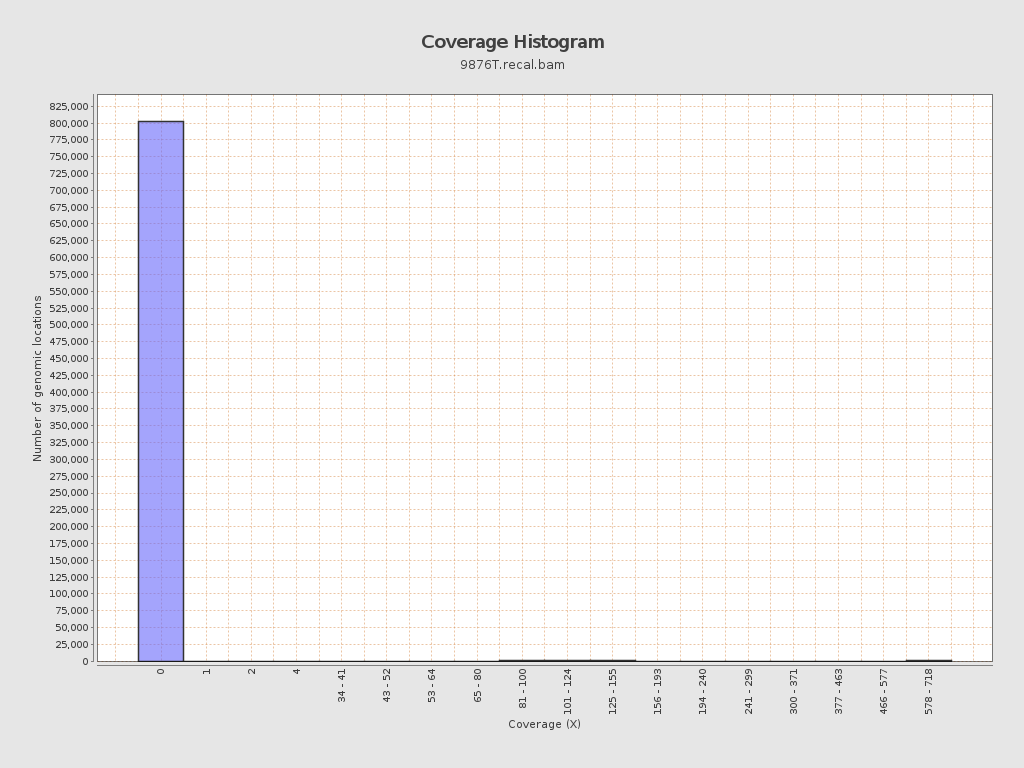 Coverage Histogram
9876T.recal.bam
Number of genomic locations
825,000
800,000
775,000
750,000
725,000
700,000
675,000
650,000
625,000
600,000
575,000
550,000
525,000
500,000
475,000
450,000
425,000
400,000
375,000
350,000
325,000
300,000
275,000
250,000
225,000
200,000
175,000
150,000
125,000
100,000
75,000
50,000
25,000
0
0
1
2
4
34 - 41
43 - 52
53 - 64
65 - 80
81 - 100
101 - 124
125 - 155
156 - 193
194 - 240
241 - 299
300 - 371
377 - 463
466 - 577
578 - 718
Coverage (X)